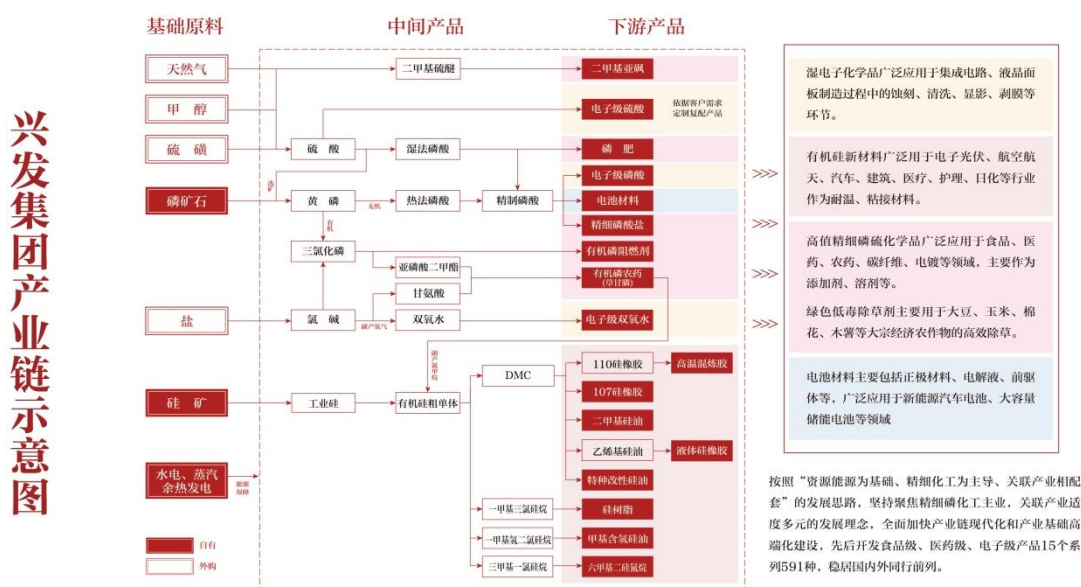 兴发集团产业链示意图
基础原料
中间产品
下游产品
天然气
二甲基硫醚
二甲基亚砜
甲 醇
电子级硫酸
依据客户需求
定制复配产品
硫 磺
硫 酸
湿法磷酸
磷 肥
选矿
电子级磷酸
磷矿石
黄 磷
无机
热法磷酸
精制磷酸
电池材料
有机
精细磷酸盐
三氯化磷
有机磷阻燃剂
亚磷酸二甲酯
有机磷农药
(草甘膦)
甘氨酸
盐
氯 碱
副产氢气
双氧水
电子级双氧水
副产氯甲烷
DMC
110硅橡胶
高温混炼胶
107硅橡胶
硅 矿
工业硅
有机硅粗单体
二甲基硅油
乙烯基硅油
液体硅橡胶
水电、蒸汽
余热发电
能源
保障
特种改性硅油
一甲基三氯硅烷
硅树脂
一甲基氢二氯硅烷
甲基含氢硅油
三甲基一氯硅烷
六甲基二硅氮烷
自有
外购
湿电子化学品广泛应用于集成电路、液晶面
板制造过程中的蚀刻、清洗、显影、剥膜等
环节。
有机硅新材料广泛用于电子光伏、航空航
天、汽车、建筑、医疗、护理、日化等行业
作为耐温、粘接材料。
高值精细磷硫化学品广泛应用于食品、医
药、农药、碳纤维、电镀等领域，主要作为
添加剂、溶剂等。
绿色低毒除草剂主要用于大豆、玉米、棉
花、木薯等大宗经济农作物的高效除草。
电池材料主要包括正极材料、电解液、前驱
体等，广泛应用于新能源汽车电池、大容量
储能电池等领域
按照“资源能源为基础、精细化工为主导、关联产业相配
套”的发展思路，坚持聚焦精细磷化工主业，关联产业适
度多元的发展理念，全面加快产业链现代化和产业基础高
端化建设，先后开发食品级、医药级、电子级产品15个系
列591种，稳居国内外同行前列。